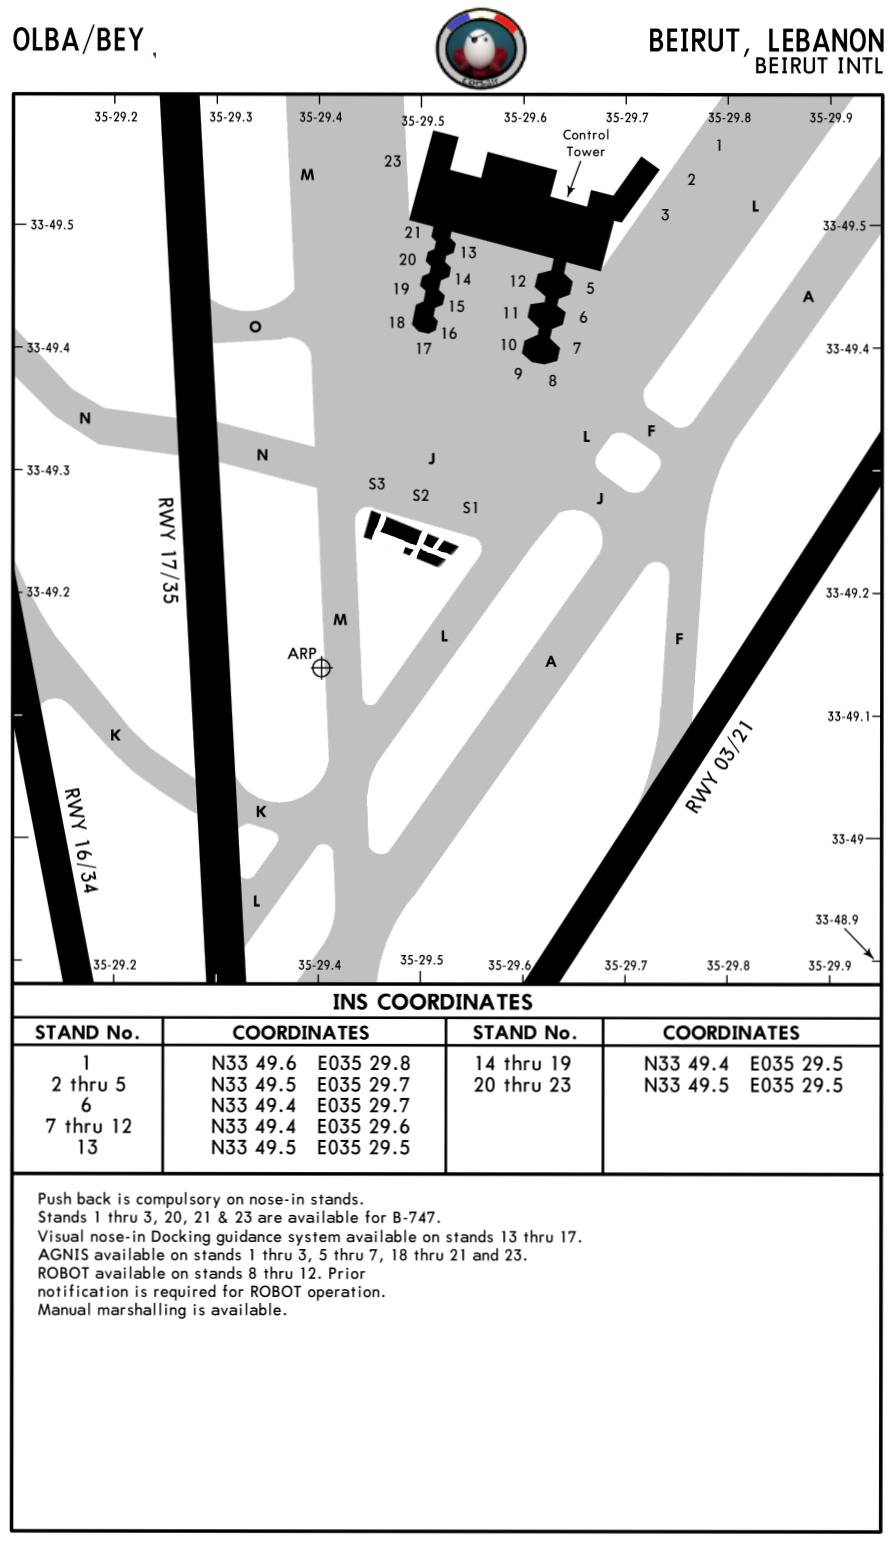 OLBA/BEY
BEIRUT, LEBANON
BEIRUT INTL
35-29.2 35-29.3 35-29.4 35-29.5 35-29.6 35-29.7 35-29.8 35-29.9
Control
Tower
1
23
M
2
L
3
33-49.5
33-49.5
21
13
20
14
12
5
19
A
15
11
6
18
O
16
33-49.4
17
10
7
33-49.4
9
8
N
F
L
N
J
33-49.3
33-49.3
S3
S2
J
S1
RWY 17/35
33-49.2
33-49.2
M
L
F
ARP
A
33-49.1
K
RWY 03/21
K
RWY 16/34
33-49
L
33-48.9
35-29.2 35-29.4 35-29.5 35-29.6 35-29.7 35-29.8 35-29.9
INS COORDINATES
STAND No. COORDINATES STAND No. COORDINATES
1 N33 49.6 E035 29.8 14 thru 19 N33 49.4 E035 29.5
2 thru 5 N33 49.5 E035 29.7 20 thru 23 N33 49.5 E035 29.5
6 N33 49.4 E035 29.7
7 thru 12 N33 49.4 E035 29.6
13 N33 49.5 E035 29.5
Push back is compulsory on nose-in stands.
Stands 1 thru 3, 20, 21 & 23 are available for B-747.
Visual nose-in Docking guidance system available on stands 13 thru 17.
AGNIS available on stands 1 thru 3, 5 thru 7, 18 thru 21 and 23.
ROBOT available on stands 8 thru 12. Prior
notification is required for ROBOT operation.
Manual marshalling is available.